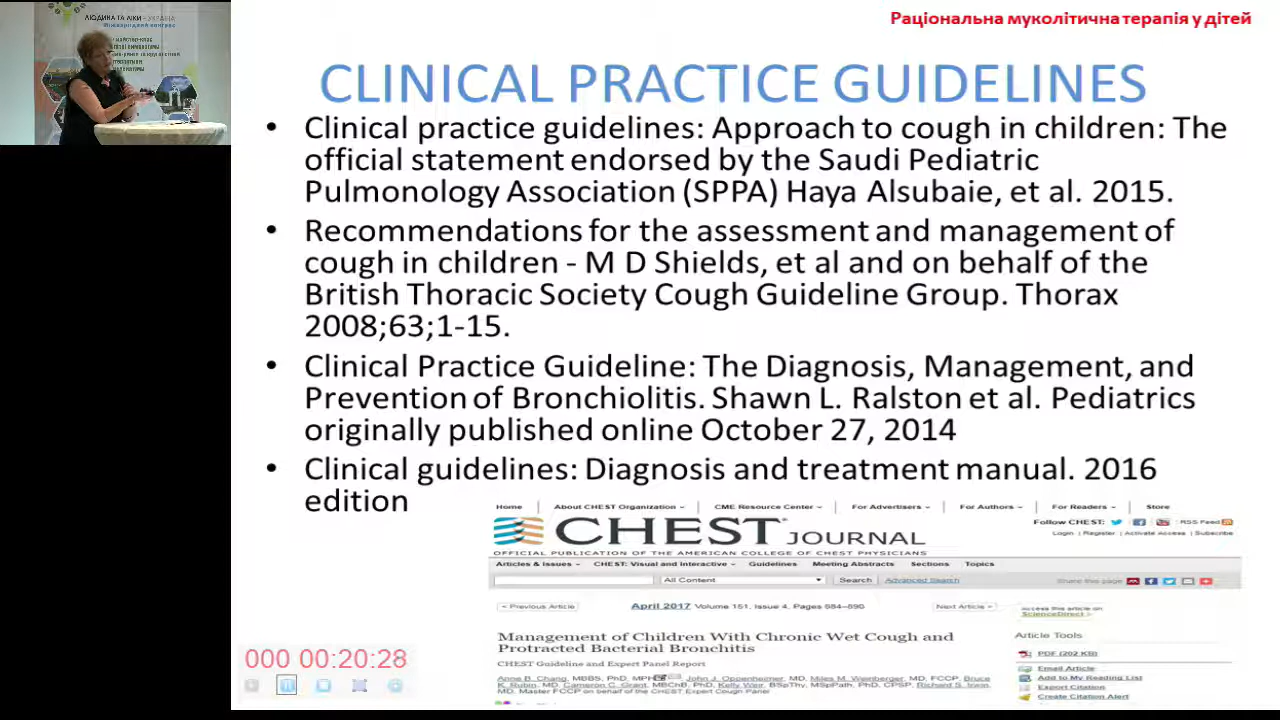 ЛЮДИНА ТА ЛІКИ - УКРАЇНА
Раціональна муколітична терапія у дітей
CLINICAL PRACTICE GUIDELINES
• Clinical practice guidelines: Approach to cough in children: The
official statement endorsed by the Saudi Pediatric
Pulmonology Association (SPPA) Haya Alsubaie, et al. 2015.
• Recommendations for the assessment and management of
cough in children - M D Shields, et al and on behalf of the
British Thoracic Society Cough Guideline Group. Thorax
2008;63;1-15.
• Clinical Practice Guideline: The Diagnosis, Management, and
Prevention of Bronchiolitis. Shawn L. Ralston et al. Pediatrics
originally published online October 27, 2014
• Clinical guidelines: Diagnosis and treatment manual. 2016
edition
Home About CHEST Organization CME Resource Center For Advertisers For Authors For Readers Store
CHEST JOURNAL
Follow CHEST: RSS Feed
Login | Register | Activate Access | Subscribe
OFFICIAL PUBLICATION OF THE AMERICAN COLLEGE OF CHEST PHYSICIANS
Articles & Issues CHEST: Visual and Interactive Guidelines Meeting Abstracts Sections Topics
All Content Search Advanced Search Share this page
< Previous Article April 2017 Volume 151, Issue 4, Pages 884–890 Next Article >
Access this article on
ScienceDirect
Management of Children With Chronic Wet Cough and
Protracted Bacterial Bronchitis
CHEST Guideline and Expert Panel Report
Anne B. Chang, MBBS, PhD, MPH John J. Oppenheimer, MD, Miles M. Weinberger, MD, FCCP, Bruce
K. Rubin, MD, Cameron C. Grant, MBChB, PhD, Kelly Weir, BSpThy, MSpPath, PhD, CPSP, Richard S. Irwin,
MD, Master FCCP on behalf of the CHEST Expert Cough Panel
Article Tools
PDF (202 KB)
Email Article
Add to My Reading List
Export Citation
Create Citation Alert
000 00:20:28